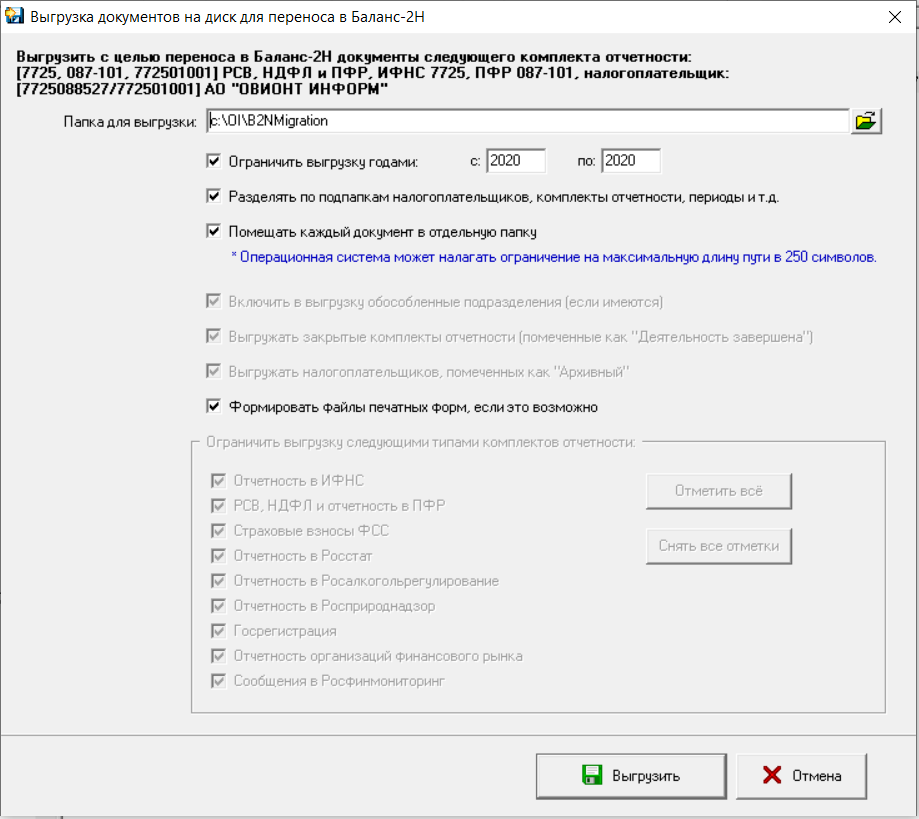 Выгрузка документов на диск для переноса в Баланс-2Н
Выгрузить с целью переноса в Баланс-2Н документы следующего комплекта отчетности:
[7725, 087-101, 772501001] РСВ, НДФЛ и ПФР, ИФНС 7725, ПФР 087-101, налогоплательщик:
[7725088527/772501001] АО "ОВИОНТ ИНФОРМ"
Папка для выгрузки: c:\OI\B2NMigration
Ограничить выгрузку годами: с: 2020 по: 2020
Разделять по подпапкам налогоплательщиков, комплекты отчетности, периоды и т.д.
Помещать каждый документ в отдельную папку
* Операционная система может налагать ограничение на максимальную длину пути в 250 символов.
Включить в выгрузку обособленные подразделения (если имеются)
Выгружать закрытые комплекты отчетности (помеченные как "Деятельность завершена")
Выгружать налогоплательщиков, помеченных как "Архивный"
Формировать файлы печатных форм, если это возможно
Ограничить выгрузку следующими типами комплектов отчетности:
Отчетность в ИФНС
РСВ, НДФЛ и отчетность в ПФР
Страховые взносы ФСС
Отчетность в Росстат
Отчетность в Росалкогольрегулирование
Отчетность в Росприроднадзор
Госрегистрация
Отчетность организаций финансового рынка
Сообщения в Росфинмониторинг
Отметить всё
Снять все отметки
Выгрузить
Отмена